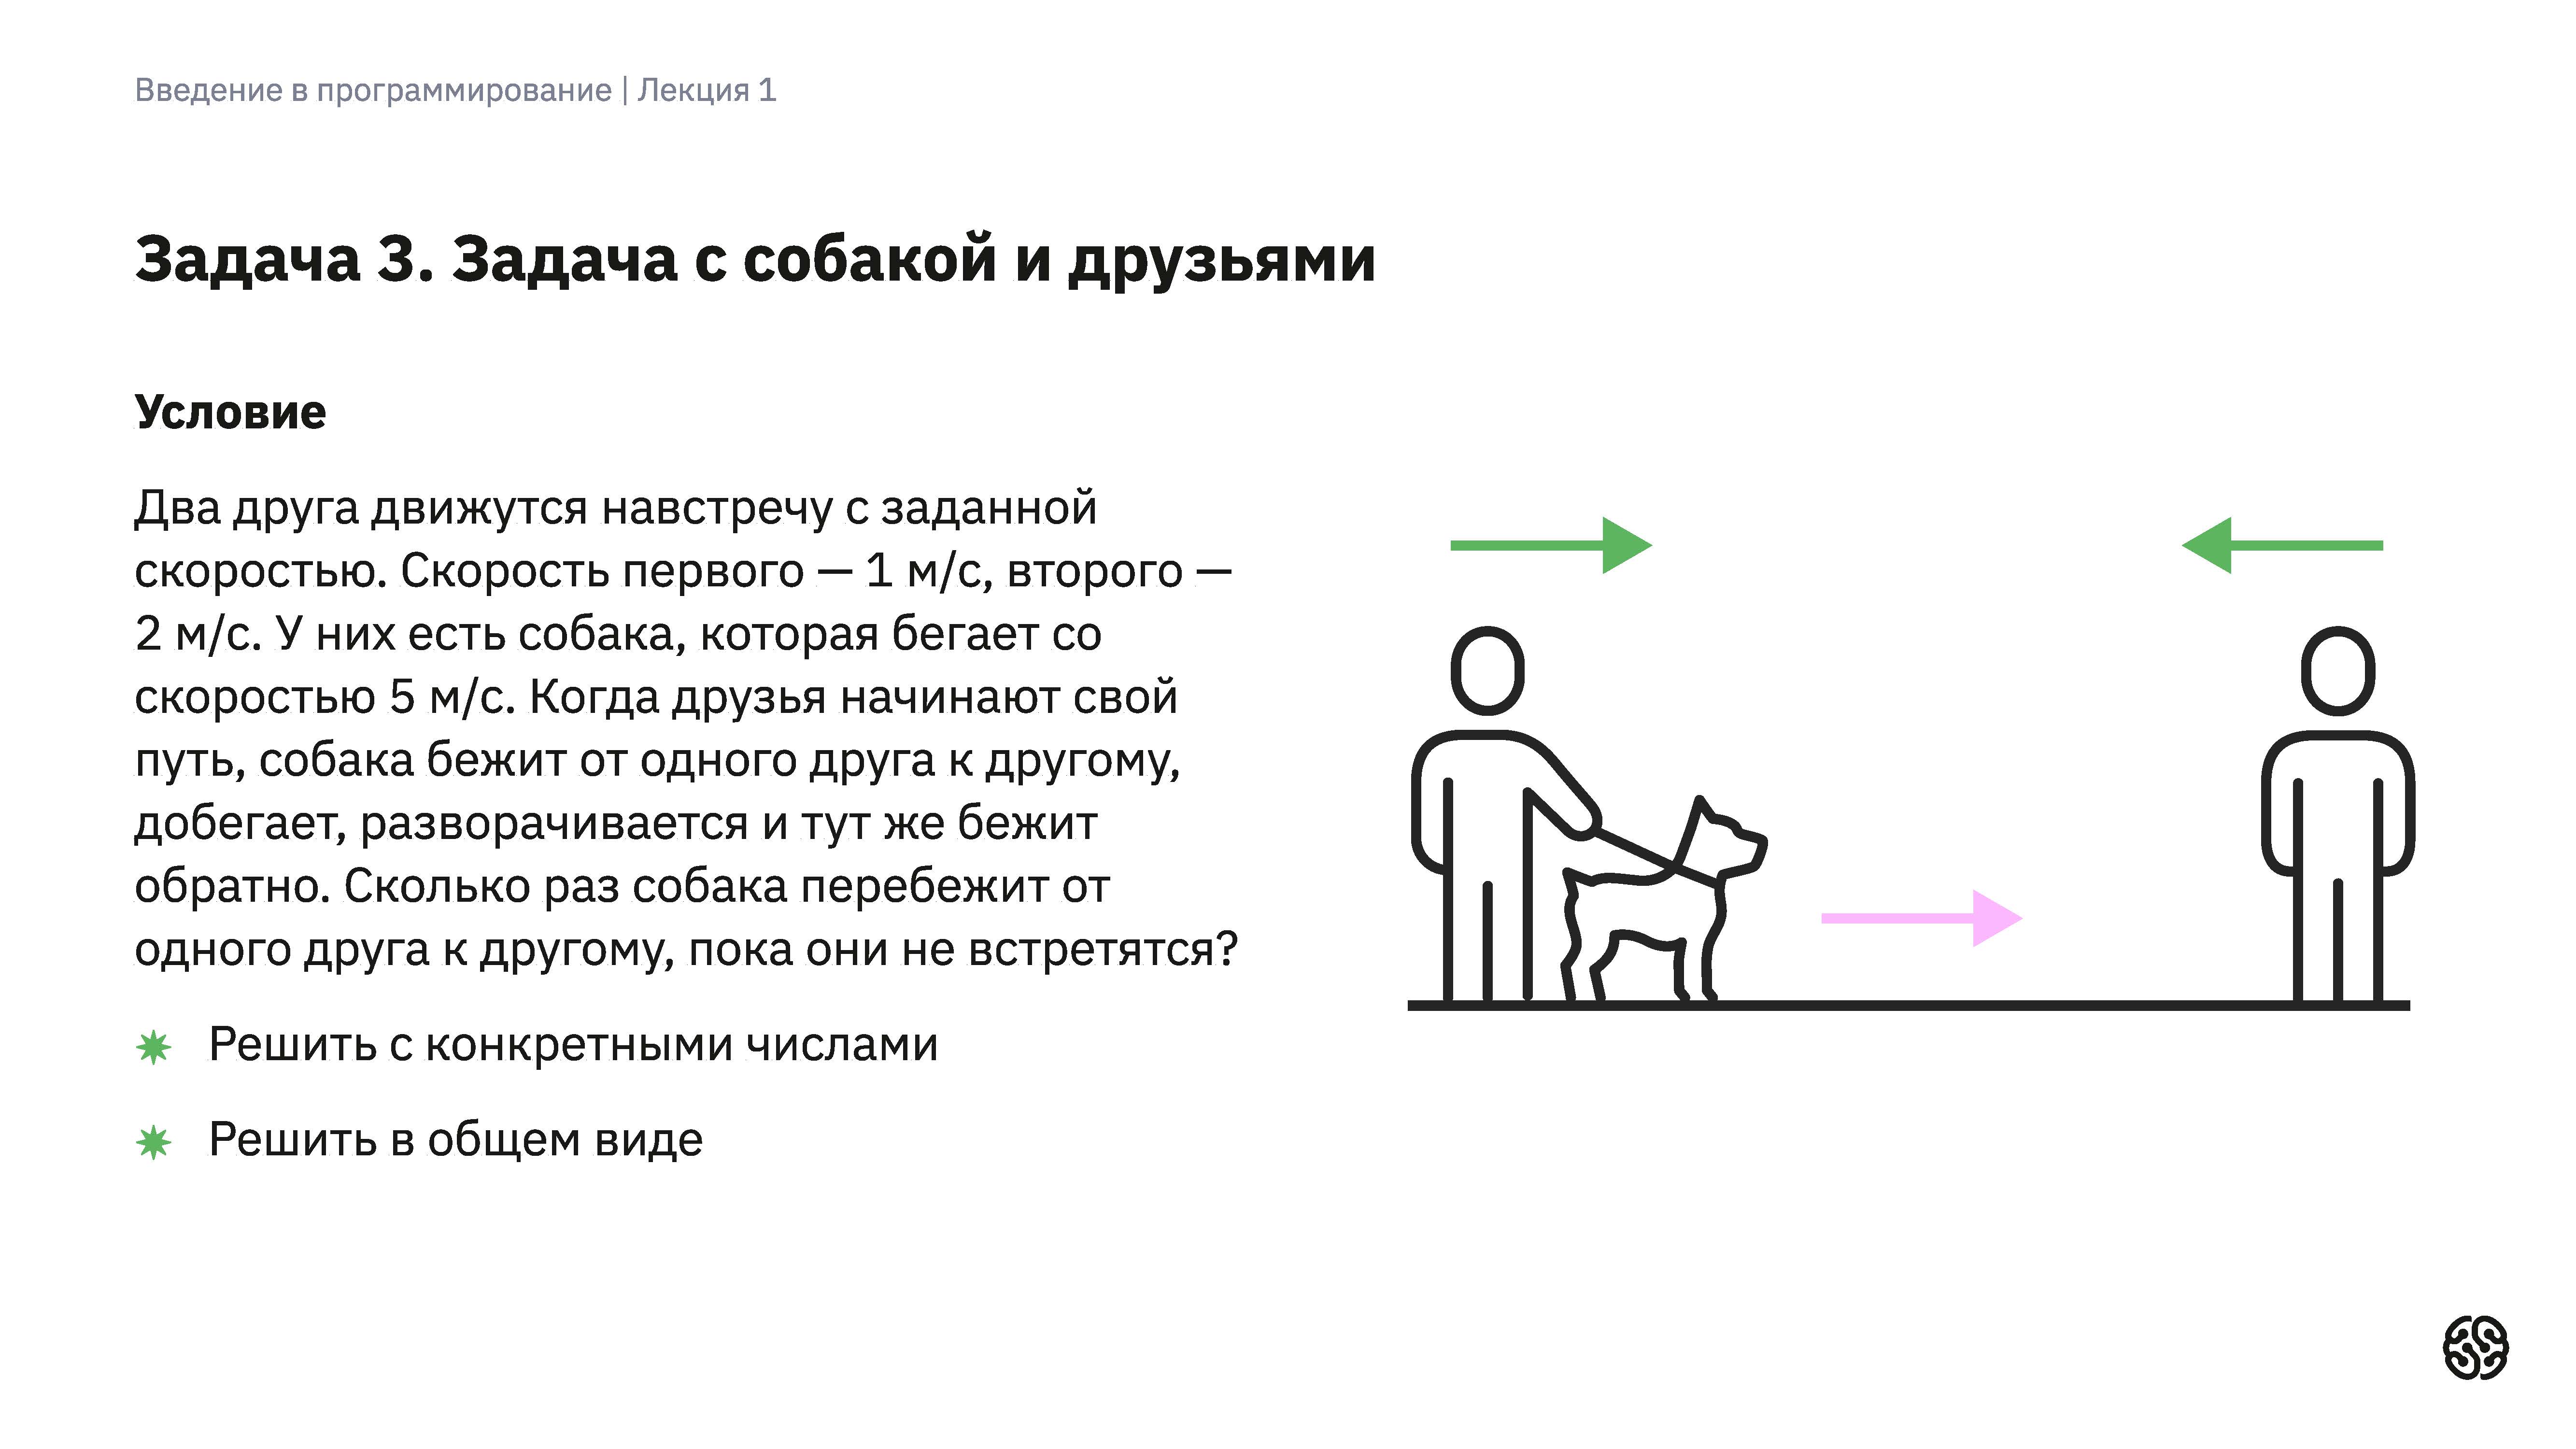 Введение в программирование | Лекция 1
Задача 3. Задача с собакой и друзьями
Условие
Два друга движутся навстречу с заданной
скоростью. Скорость первого — 1 м/с, второго —
2 м/с. У них есть собака, которая бегает со
скоростью 5 м/с. Когда друзья начинают свой
путь, собака бежит от одного друга к другому,
добегает, разворачивается и тут же бежит
обратно. Сколько раз собака перебежит от
одного друга к другому, пока они не встретятся?
Решить с конкретными числами
Решить в общем виде